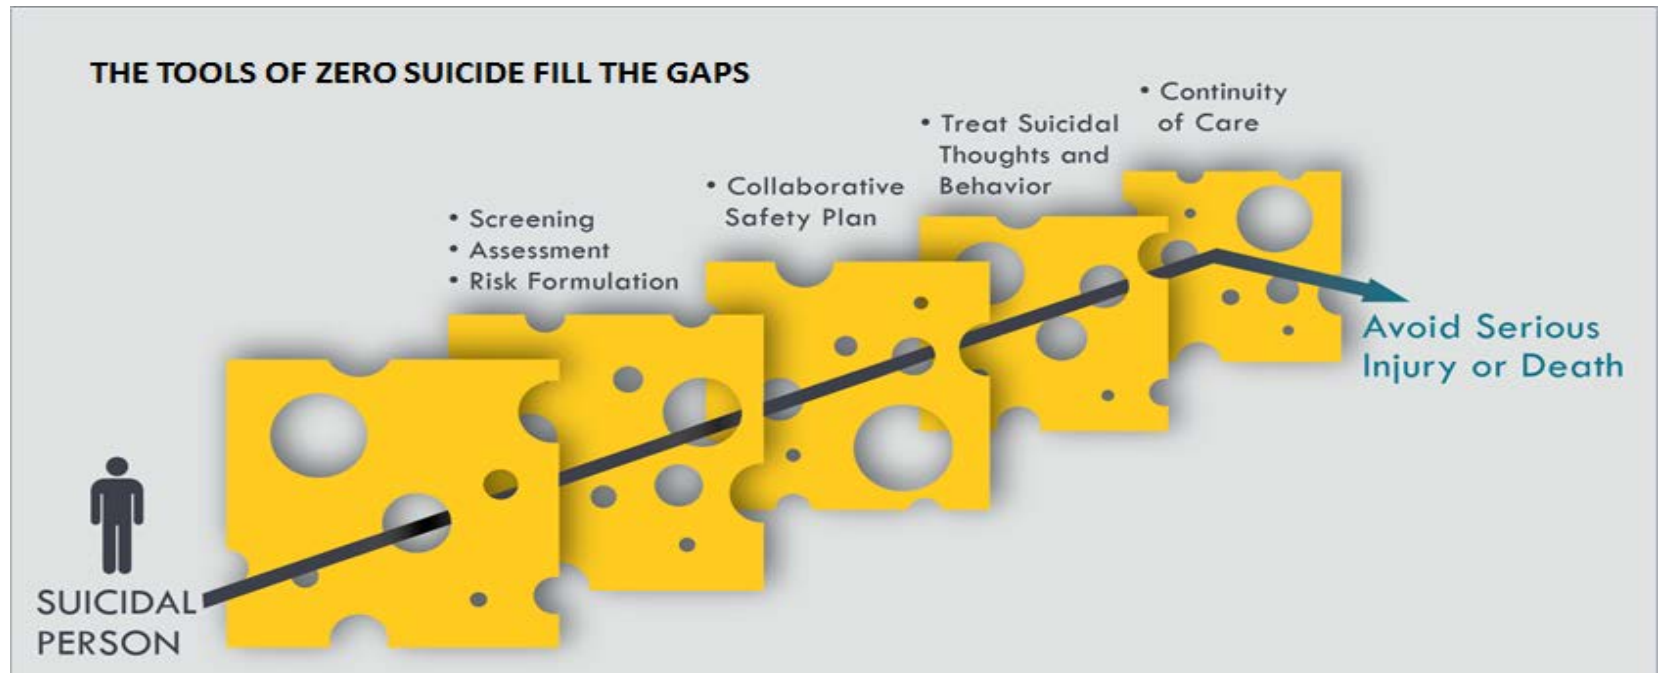 THE TOOLS OF ZERO SUICIDE FILL THE GAPS
• Continuity
of Care
• Treat Suicidal
Thoughts and
Behavior
• Collaborative
Safety Plan
• Screening
• Assessment
• Risk Formulation
SUICIDAL
PERSON
Avoid Serious
Injury or Death